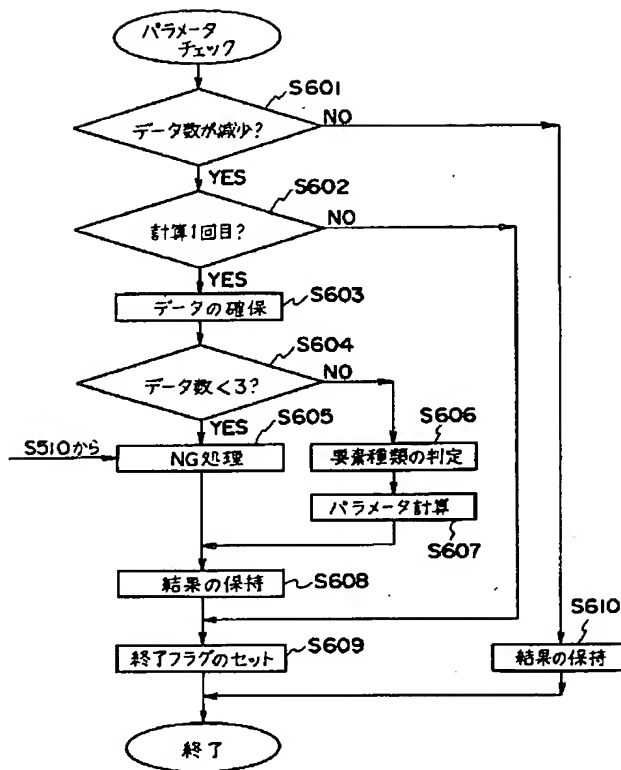 パラメータ
チェック
S601
データ数が減少?
NO
YES
S602
計算1回目?
NO
YES
データの確保
S603
S604
データ数<3?
NO
YES
S605
S606
S510から
NG処理
要素種類の判定
パラメータ計算
S607
結果の保持
S608
S610
終了フラグのセット
S609
結果の保持
終了